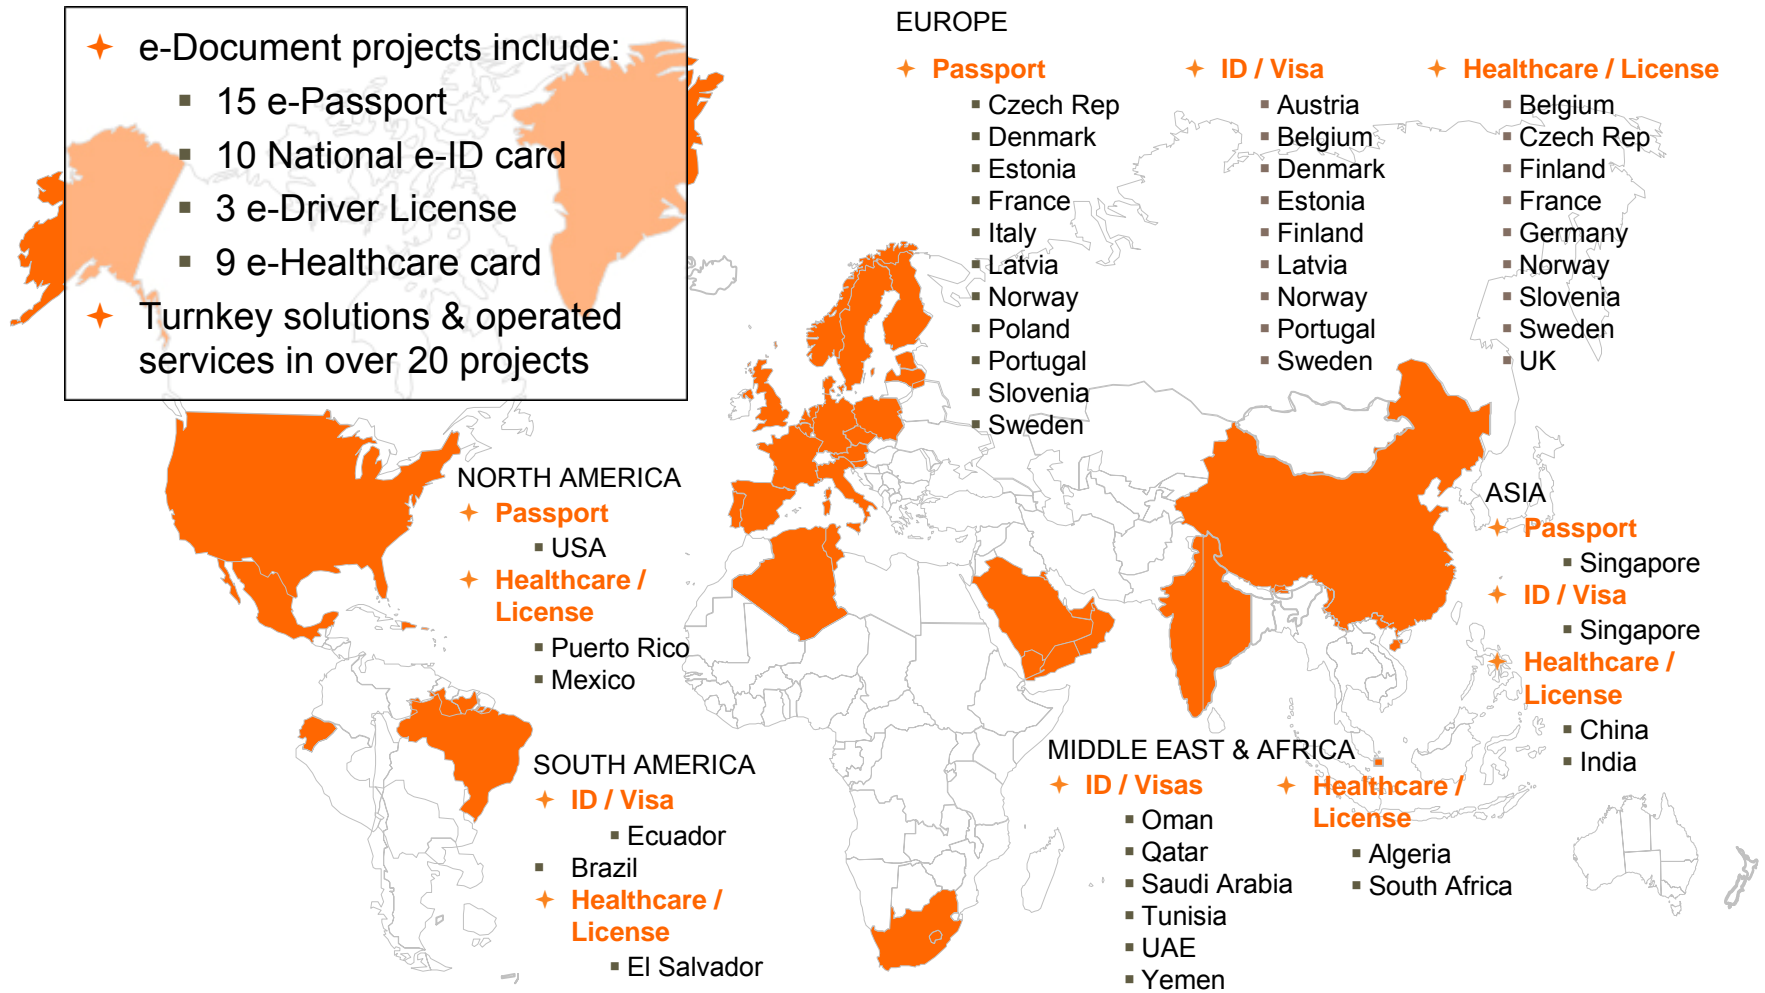 e-Document projects include:
15 e-Passport
10 National e-ID card
3 e-Driver License
9 e-Healthcare card
Turnkey solutions & operated
services in over 20 projects
EUROPE
Passport
Czech Rep
Denmark
Estonia
France
Italy
Latvia
Norway
Poland
Portugal
Slovenia
Sweden
ID / Visa
Austria
Belgium
Denmark
Estonia
Finland
Latvia
Norway
Portugal
Sweden
Healthcare / License
Belgium
Czech Rep
Finland
France
Germany
Norway
Slovenia
Sweden
UK
NORTH AMERICA
Passport
USA
Healthcare /
License
Puerto Rico
Mexico
SOUTH AMERICA
ID / Visa
Ecuador
Brazil
Healthcare /
License
El Salvador
MIDDLE EAST & AFRICA
ID / Visas
Oman
Qatar
Saudi Arabia
Tunisia
UAE
Yemen
Healthcare /
License
Algeria
South Africa
ASIA
Passport
Singapore
ID / Visa
Singapore
Healthcare /
License
China
India